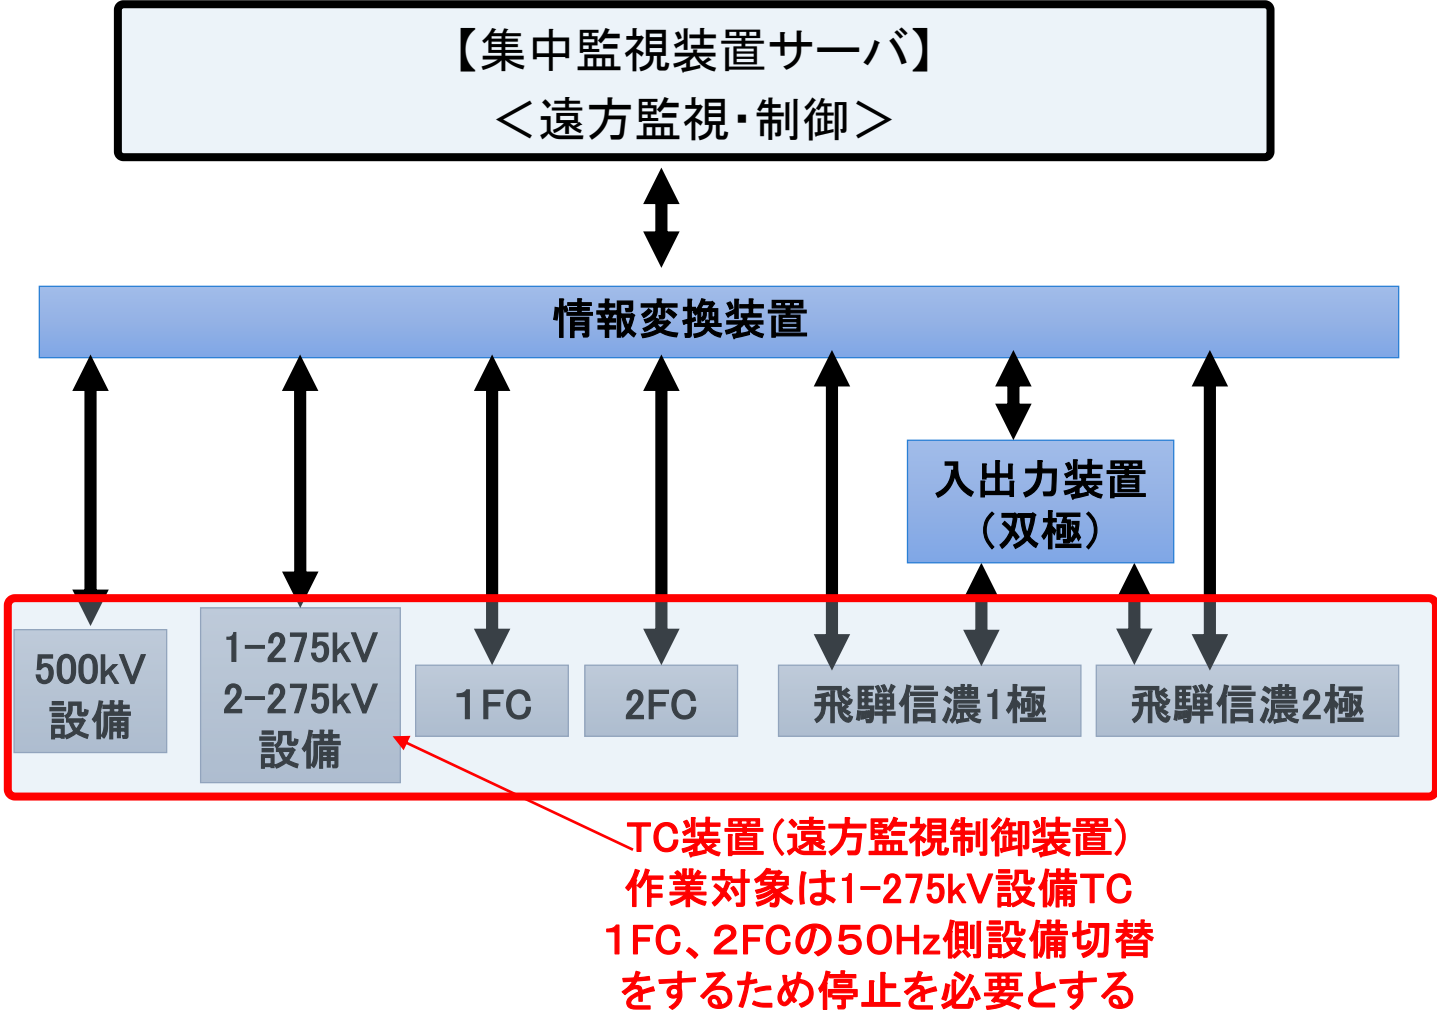 【集中監視装置サーバ】
＜遠方監視・制御＞
情報変換装置
入出力装置
（双極）
500kV
設備
1-275kV
2-275kV
設備
1FC
2FC
飛騨信濃1極
飛騨信濃2極
TC装置（遠方監視制御装置）
作業対象は1-275kV設備TC
1FC、2FCの50Hz側設備切替
をするため停止を必要とする